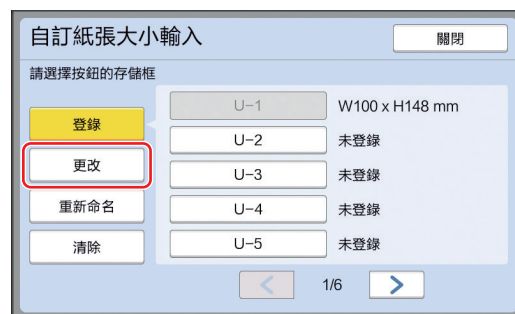 自訂紙張大小輸入
關閉
請選擇按鈕的存儲框
登錄
更改
重新命名
清除
U-1 W100 x H148 mm
U-2 未登錄
U-3 未登錄
U-4 未登錄
U-5 未登錄
1/6